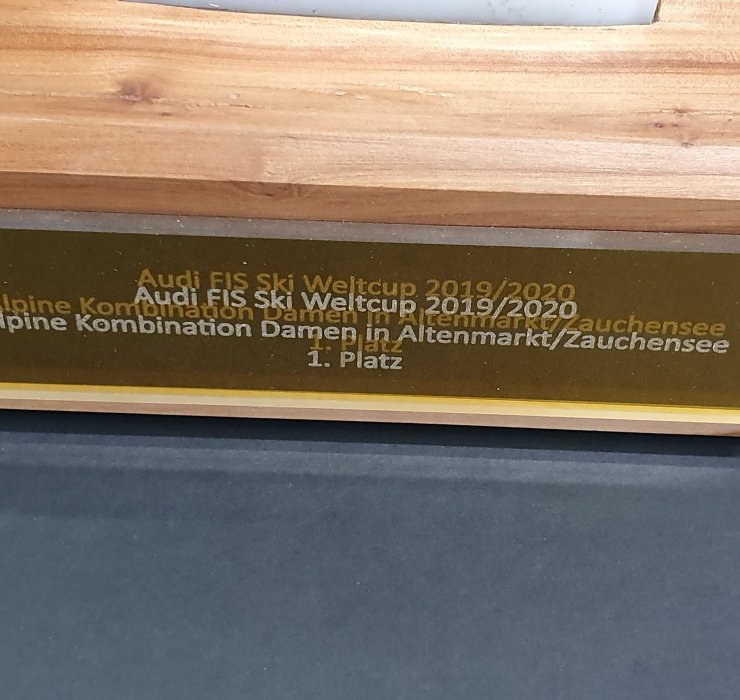 Audi FIS Ski Weltcup 2019/2020
lpine Kombination Damen in Altenmarkt/Zauchensee
1. Platz